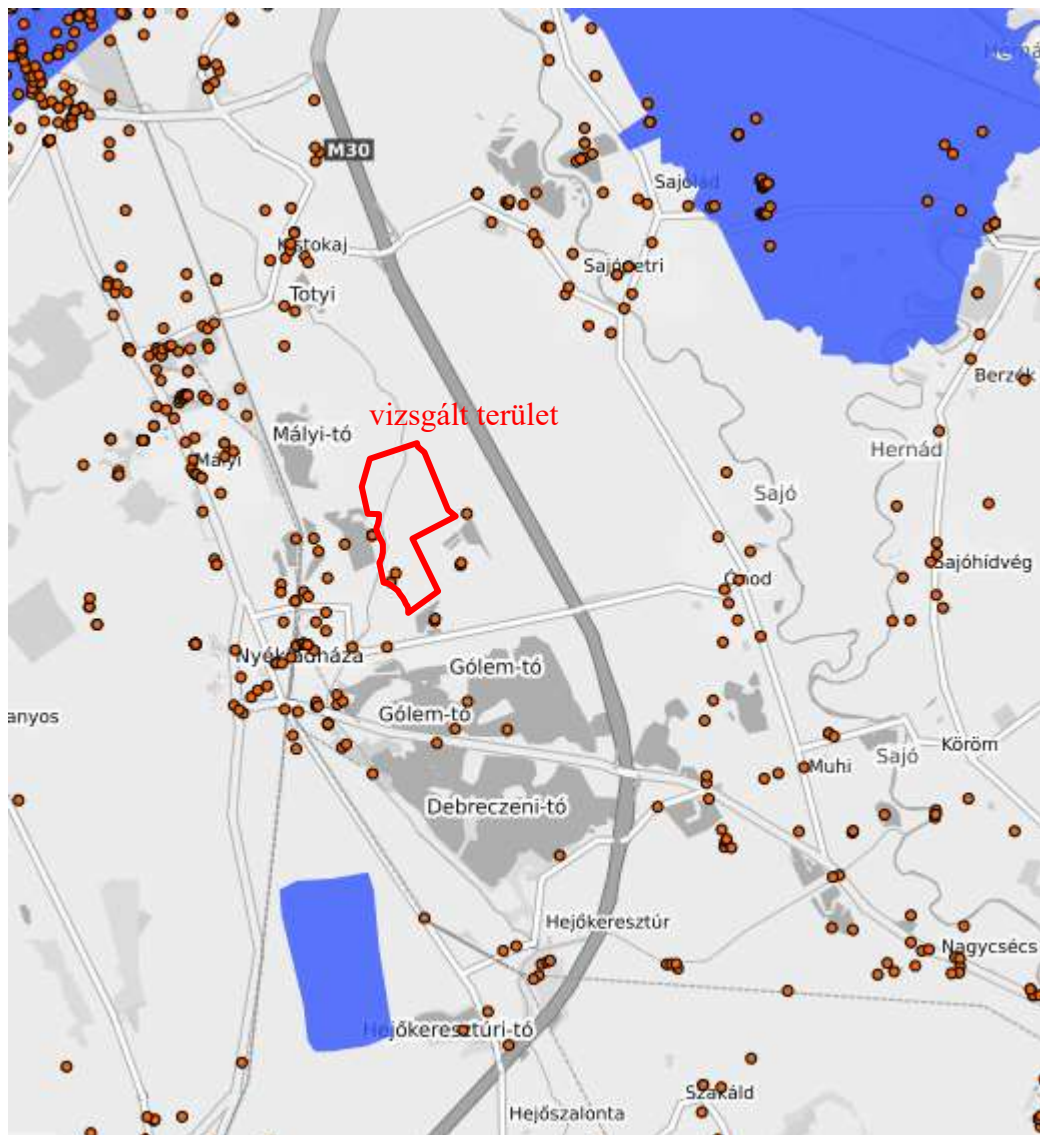 Herná
M30
Sajólád
Kistokaj
Sajópetri
Totyi
Berzék
vizsgált terület
Mályi-tó
Hernád
Mályi
Sajó
Sajóhídvég
Ónod
Nyékládháza
Gólem-tó
Gólem-tó
anyos
Sajó
Köröm
Muhi
Debreczeni-tó
Hejőkeresztúr
Nagycsécs
Hejőkeresztúri-tó
Szakáld
Hejőszalonta